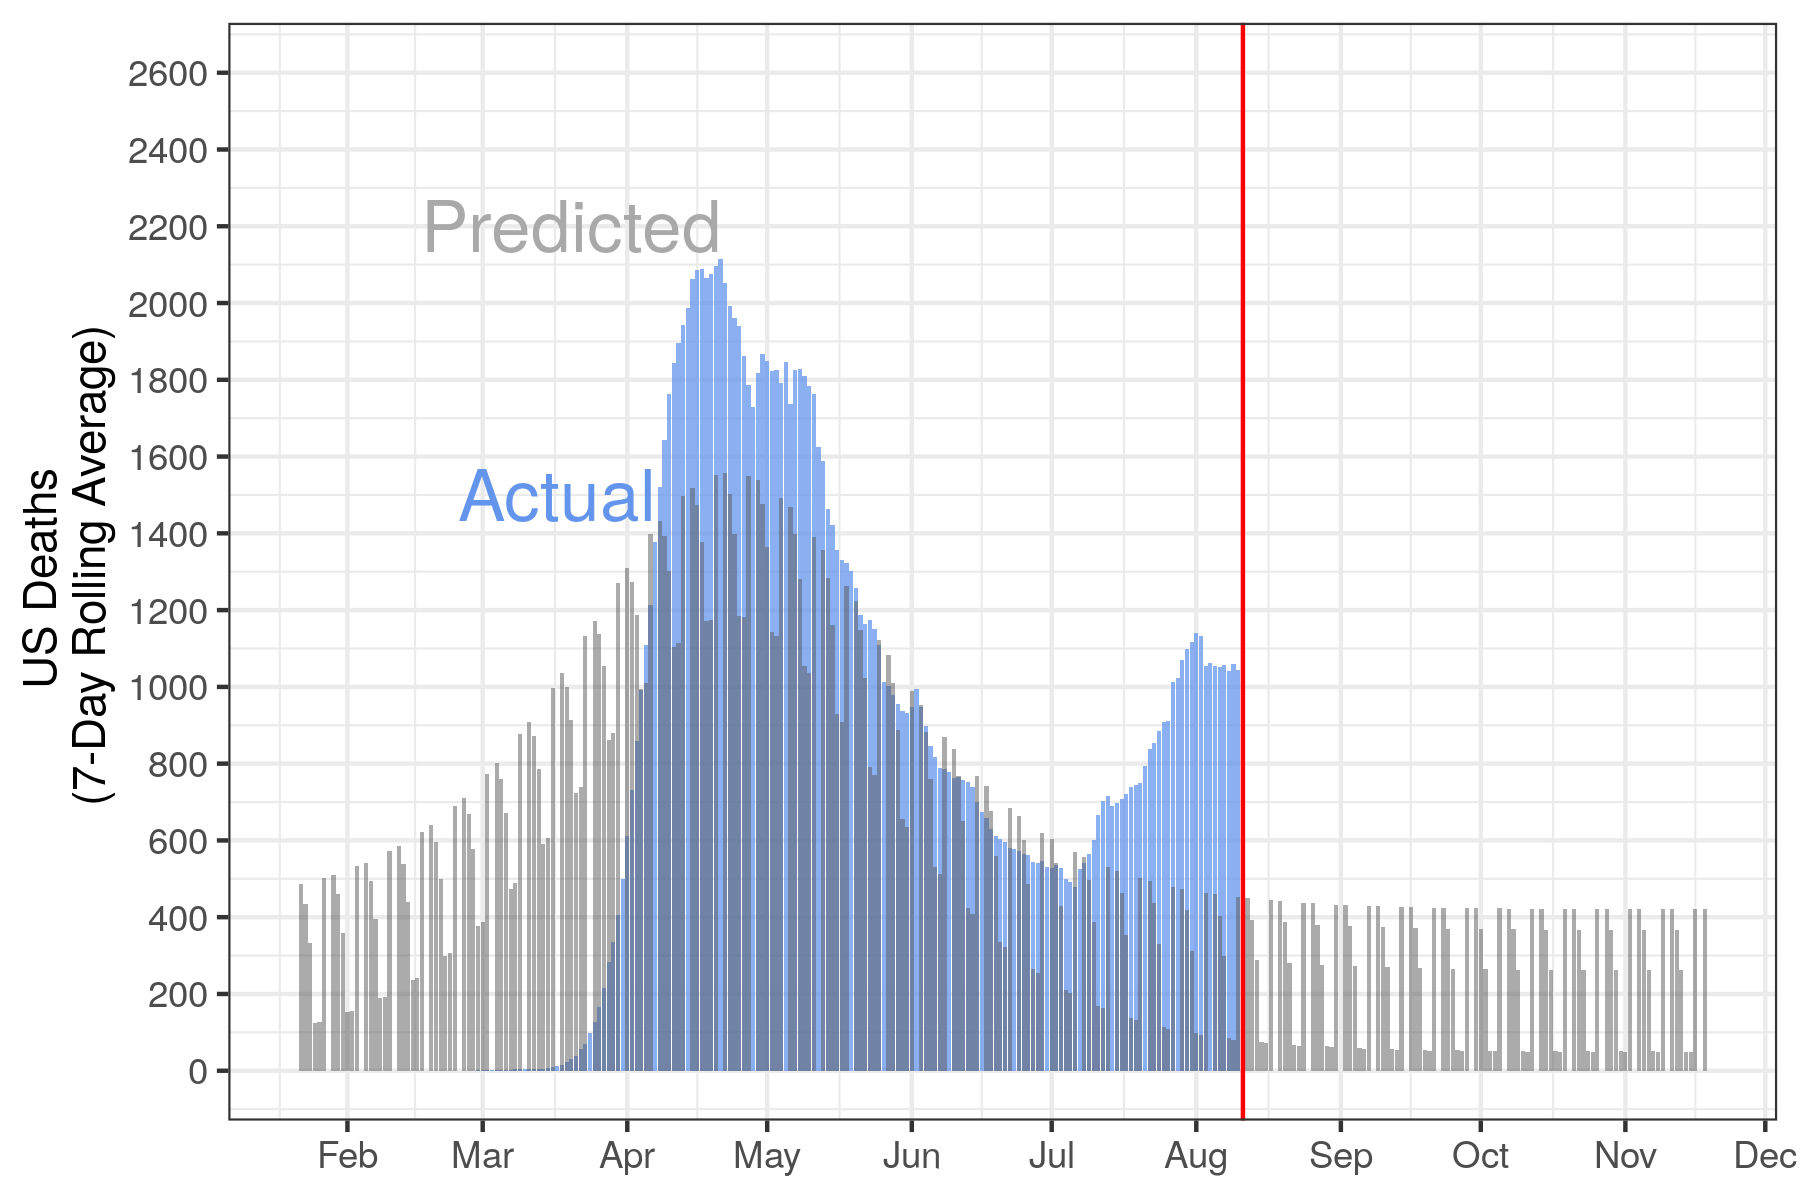 US Deaths
(7-Day Rolling Average)
2600
2400
2200
2000
1800
1600
1400
1200
1000
800
600
400
200
0
Predicted
Actual
Feb Mar Apr May Jun Jul Aug Sep Oct Nov Dec